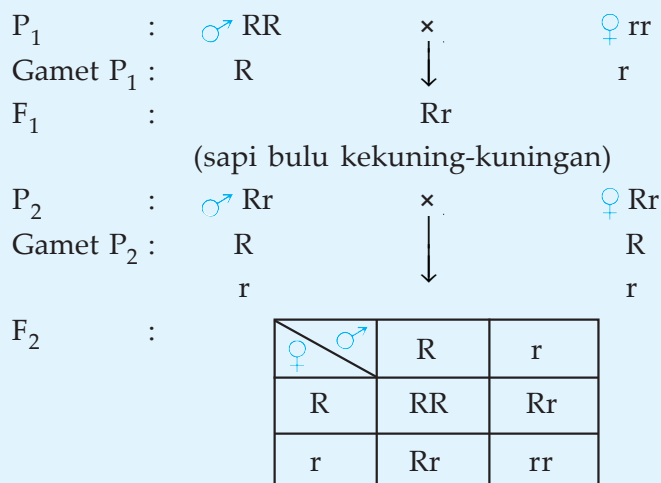 P₁ : ♂ RR × ♀ rr
Gamet P₁ : R r
F₁ : Rr
(sapi bulu kekuning-kuningan)
P₂ : ♂ Rr × ♀ Rr
Gamet P₂ : R R
r r
F₂ :
♀ ♂ R r
R RR Rr
r Rr rr